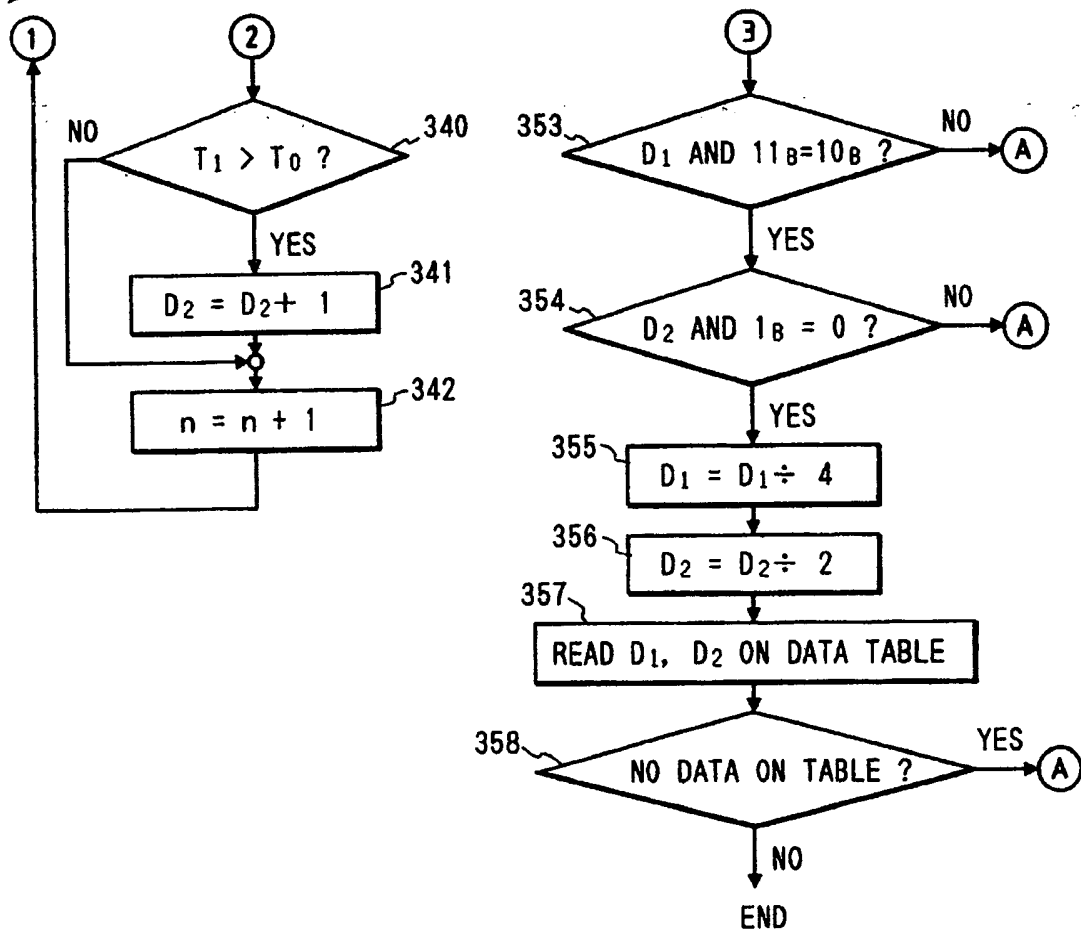 1
2
NO
T₁ > T₀ ?
340
YES
341
D₂ = D₂+ 1
342
n = n + 1
3
353
D₁ AND 11B=10B ?
NO
A
YES
354
D₂ AND 1B = 0 ?
NO
A
YES
355
D₁ = D₁÷ 4
356
D₂ = D₂÷ 2
357
READ D₁, D₂ ON DATA TABLE
358
NO DATA ON TABLE ?
YES
A
NO
END